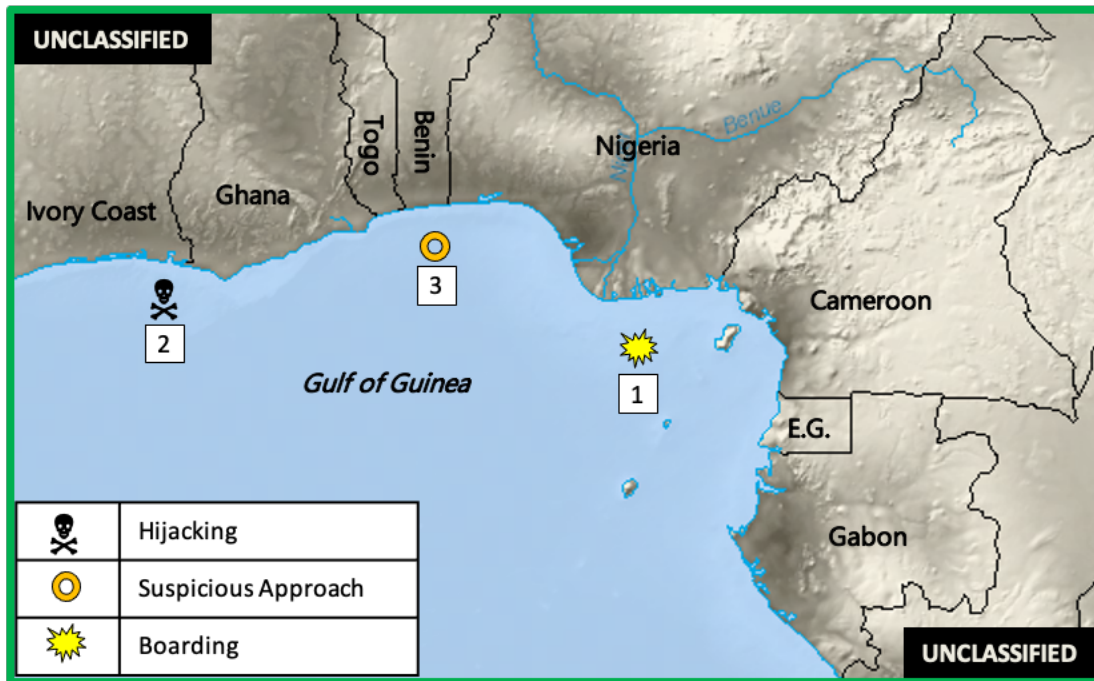 UNCLASSIFIED
Ivory Coast
Ghana
Togo
Benin
Nigeria
Benue
Cameroon
3
2
Gulf of Guinea
1
E.G.
Gabon
Hijacking
Suspicious Approach
Boarding
UNCLASSIFIED